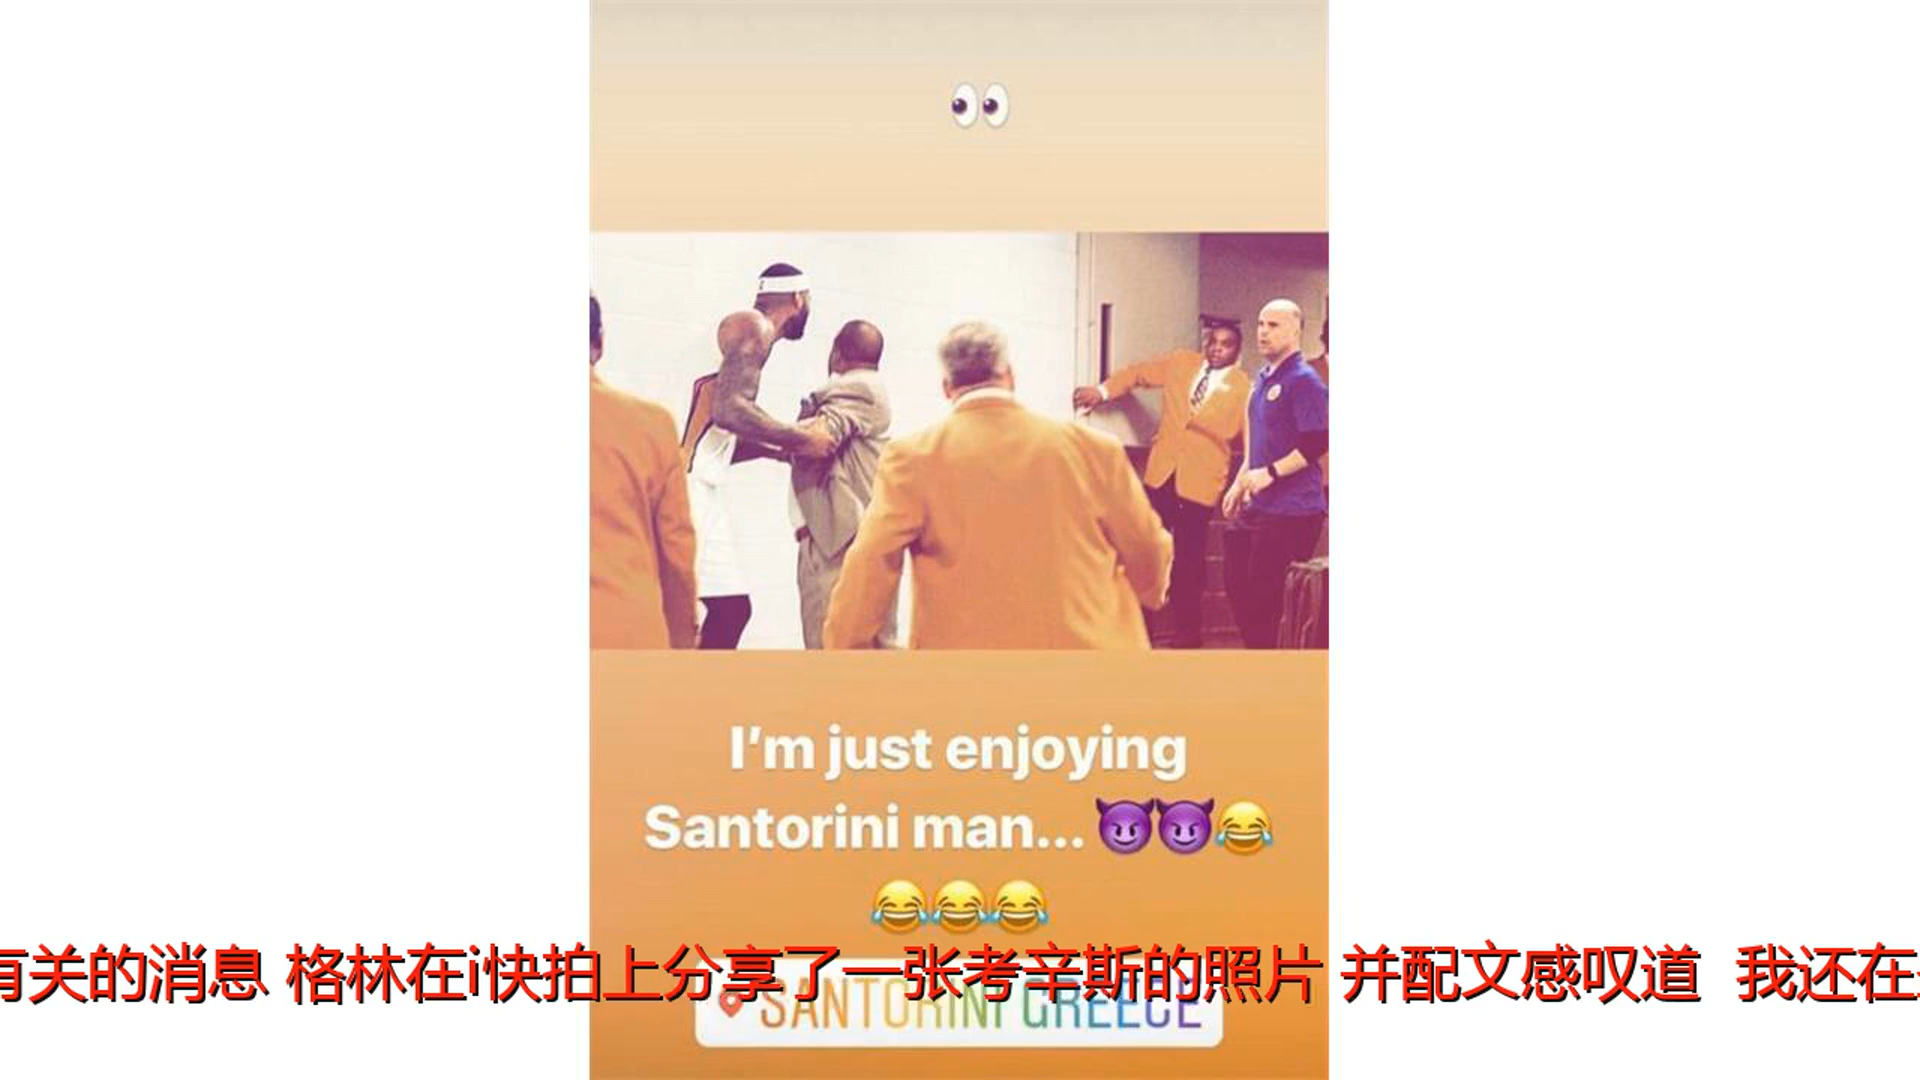 👀
I'm just enjoying
Santorini man... 😈😈😂
😂😂😂
有关的消息 格林在i快拍上分享了一张考辛斯的照片 并配文感叹道 我还在
SANTORINI GREECE